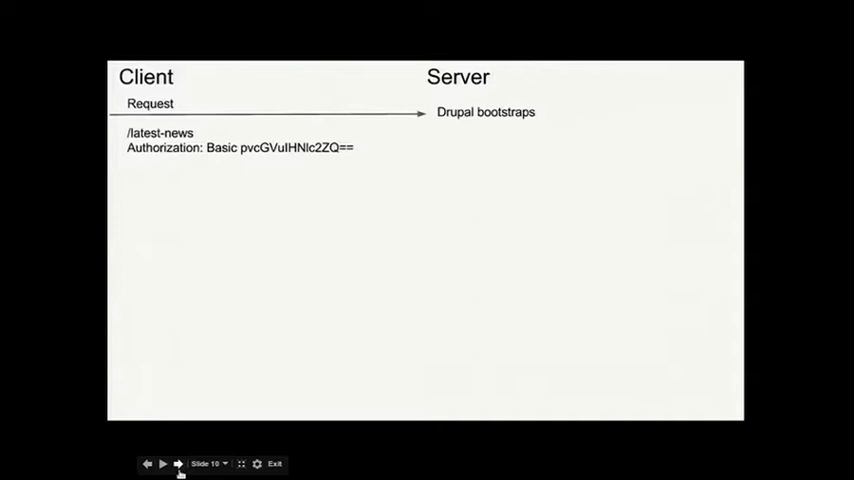 Client
Server
Request
Drupal bootstraps
/latest-news
Authorization: Basic pvcGVuIHNlc2ZQ==
Slide 10
Exit